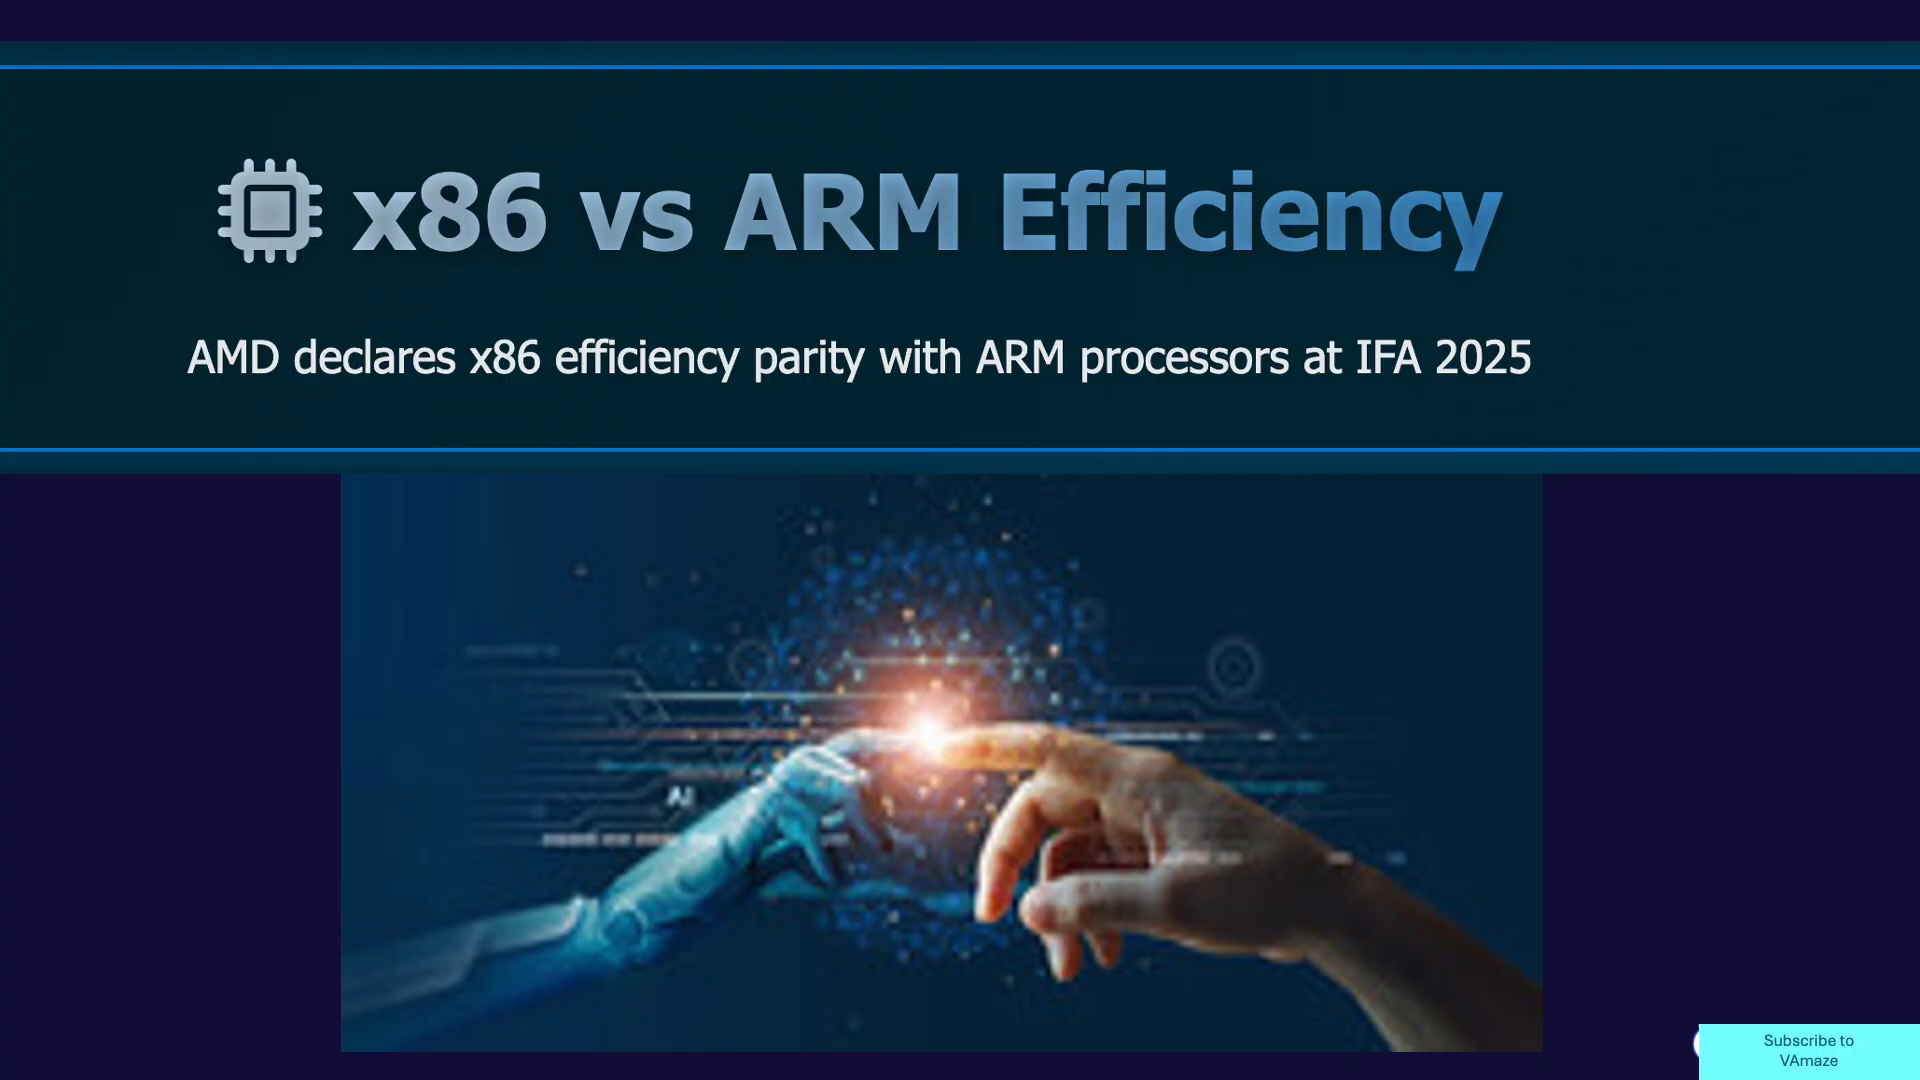 x86 vs ARM Efficiency
AMD declares x86 efficiency parity with ARM processors at IFA 2025
AI
Subscribe to
VAmaze